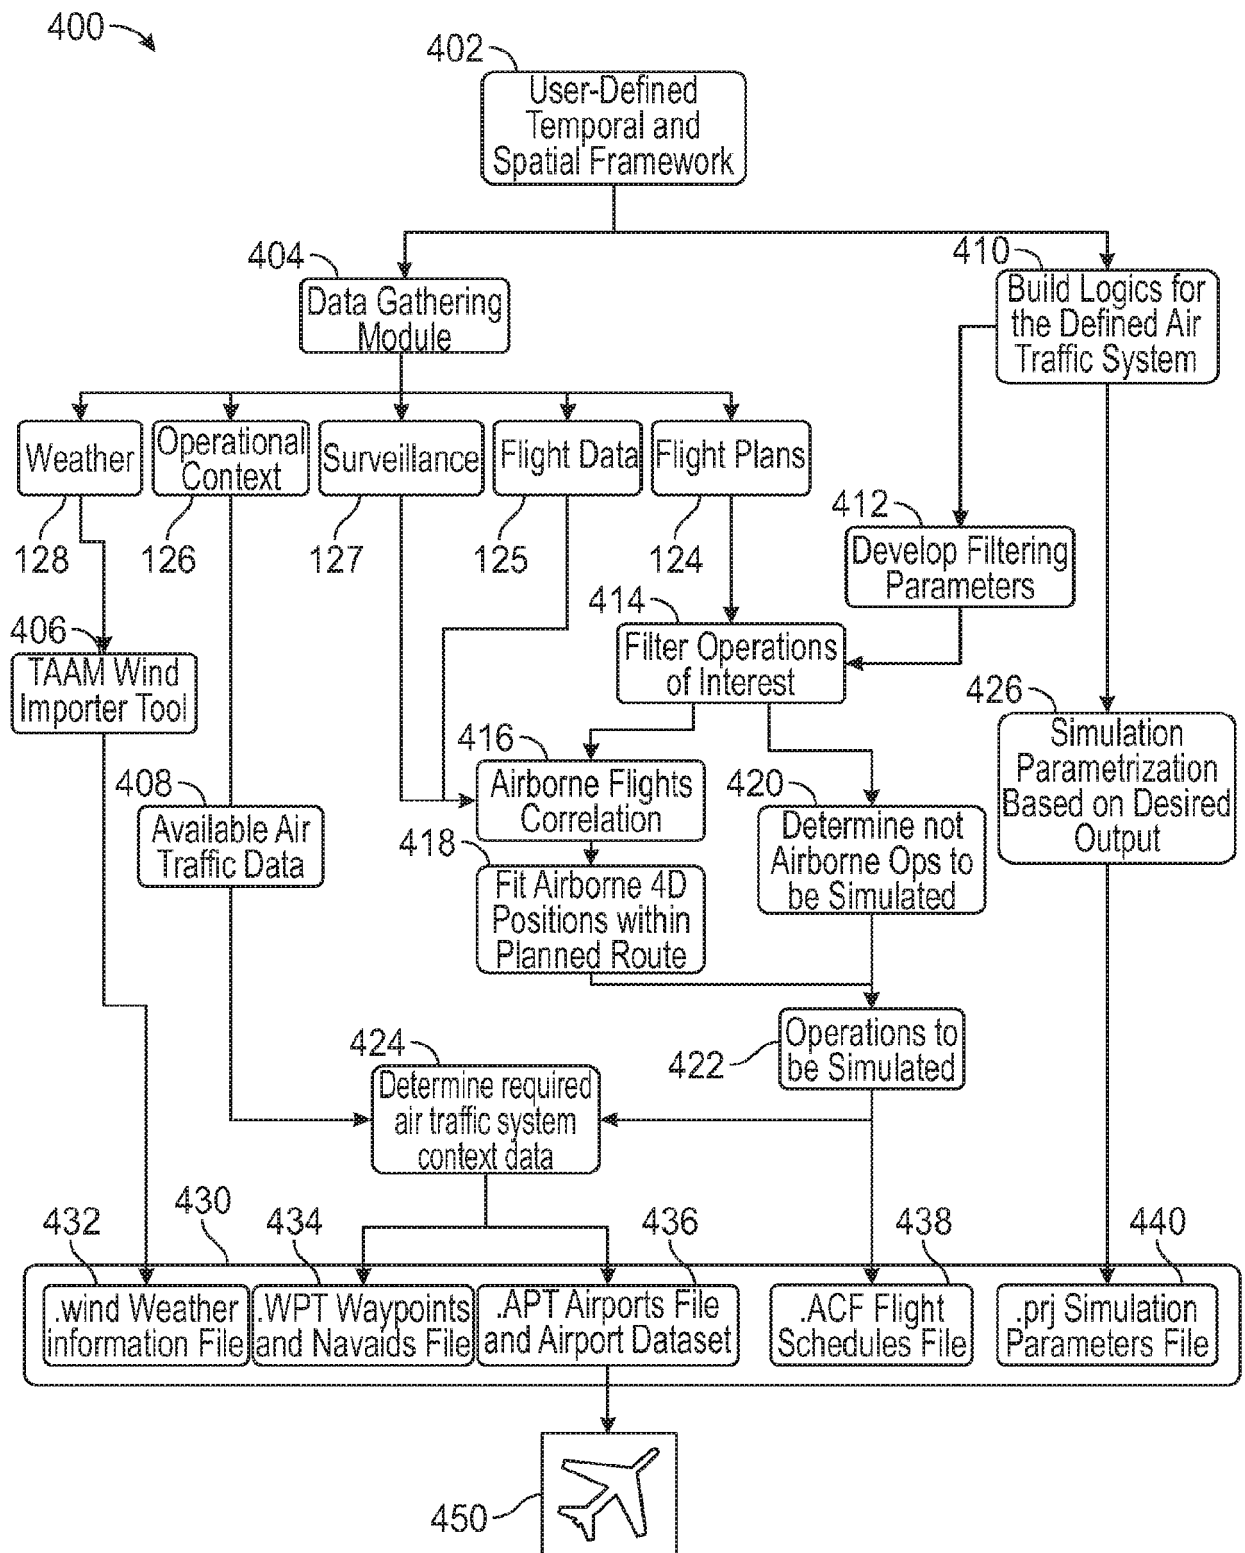 400
402
User-Defined
Temporal and
Spatial Framework
404
Data Gathering
Module
410
Build Logics for
the Defined Air
Traffic System
Weather
Operational
Context
Surveillance
Flight Data
Flight Plans
128
126
127
125
124
412
Develop Filtering
Parameters
406
TAAM Wind
Importer Tool
414
Filter Operations
of Interest
426
Simulation
Parametrization
Based on Desired
Output
416
Airborne Flights
Correlation
408
Available Air
Traffic Data
420
Determine not
Airborne Ops to
be Simulated
418
Fit Airborne 4D
Positions within
Planned Route
422
Operations to
be Simulated
424
Determine required
air traffic system
context data
430
432
.wind Weather
information File
434
.WPT Waypoints
and Navaids File
436
.APT Airports File
and Airport Dataset
438
.ACF Flight
Schedules File
440
.prj Simulation
Parameters File
450